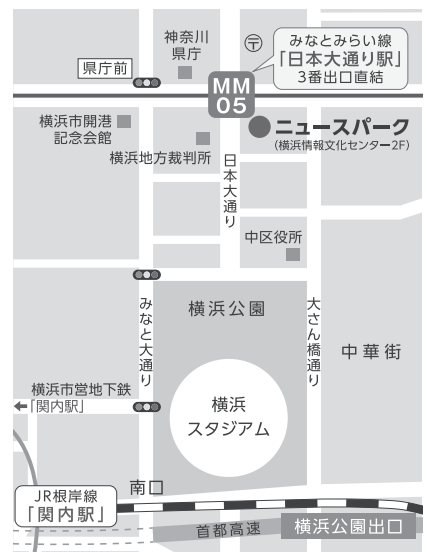 神奈川
県庁
〒
みなとみらい線
「日本大通り駅」
3番出口直結
県庁前
MM
05
横浜市開港
記念会館
ニュースパーク
(横浜情報文化センター2F)
横浜地方裁判所
日本大通り
中区役所
みなと大通り
横浜公園
大さん橋通り
中華街
横浜市営地下鉄
「関内駅」
横浜
スタジアム
南口
JR根岸線
「関内駅」
首都高速
横浜公園出口